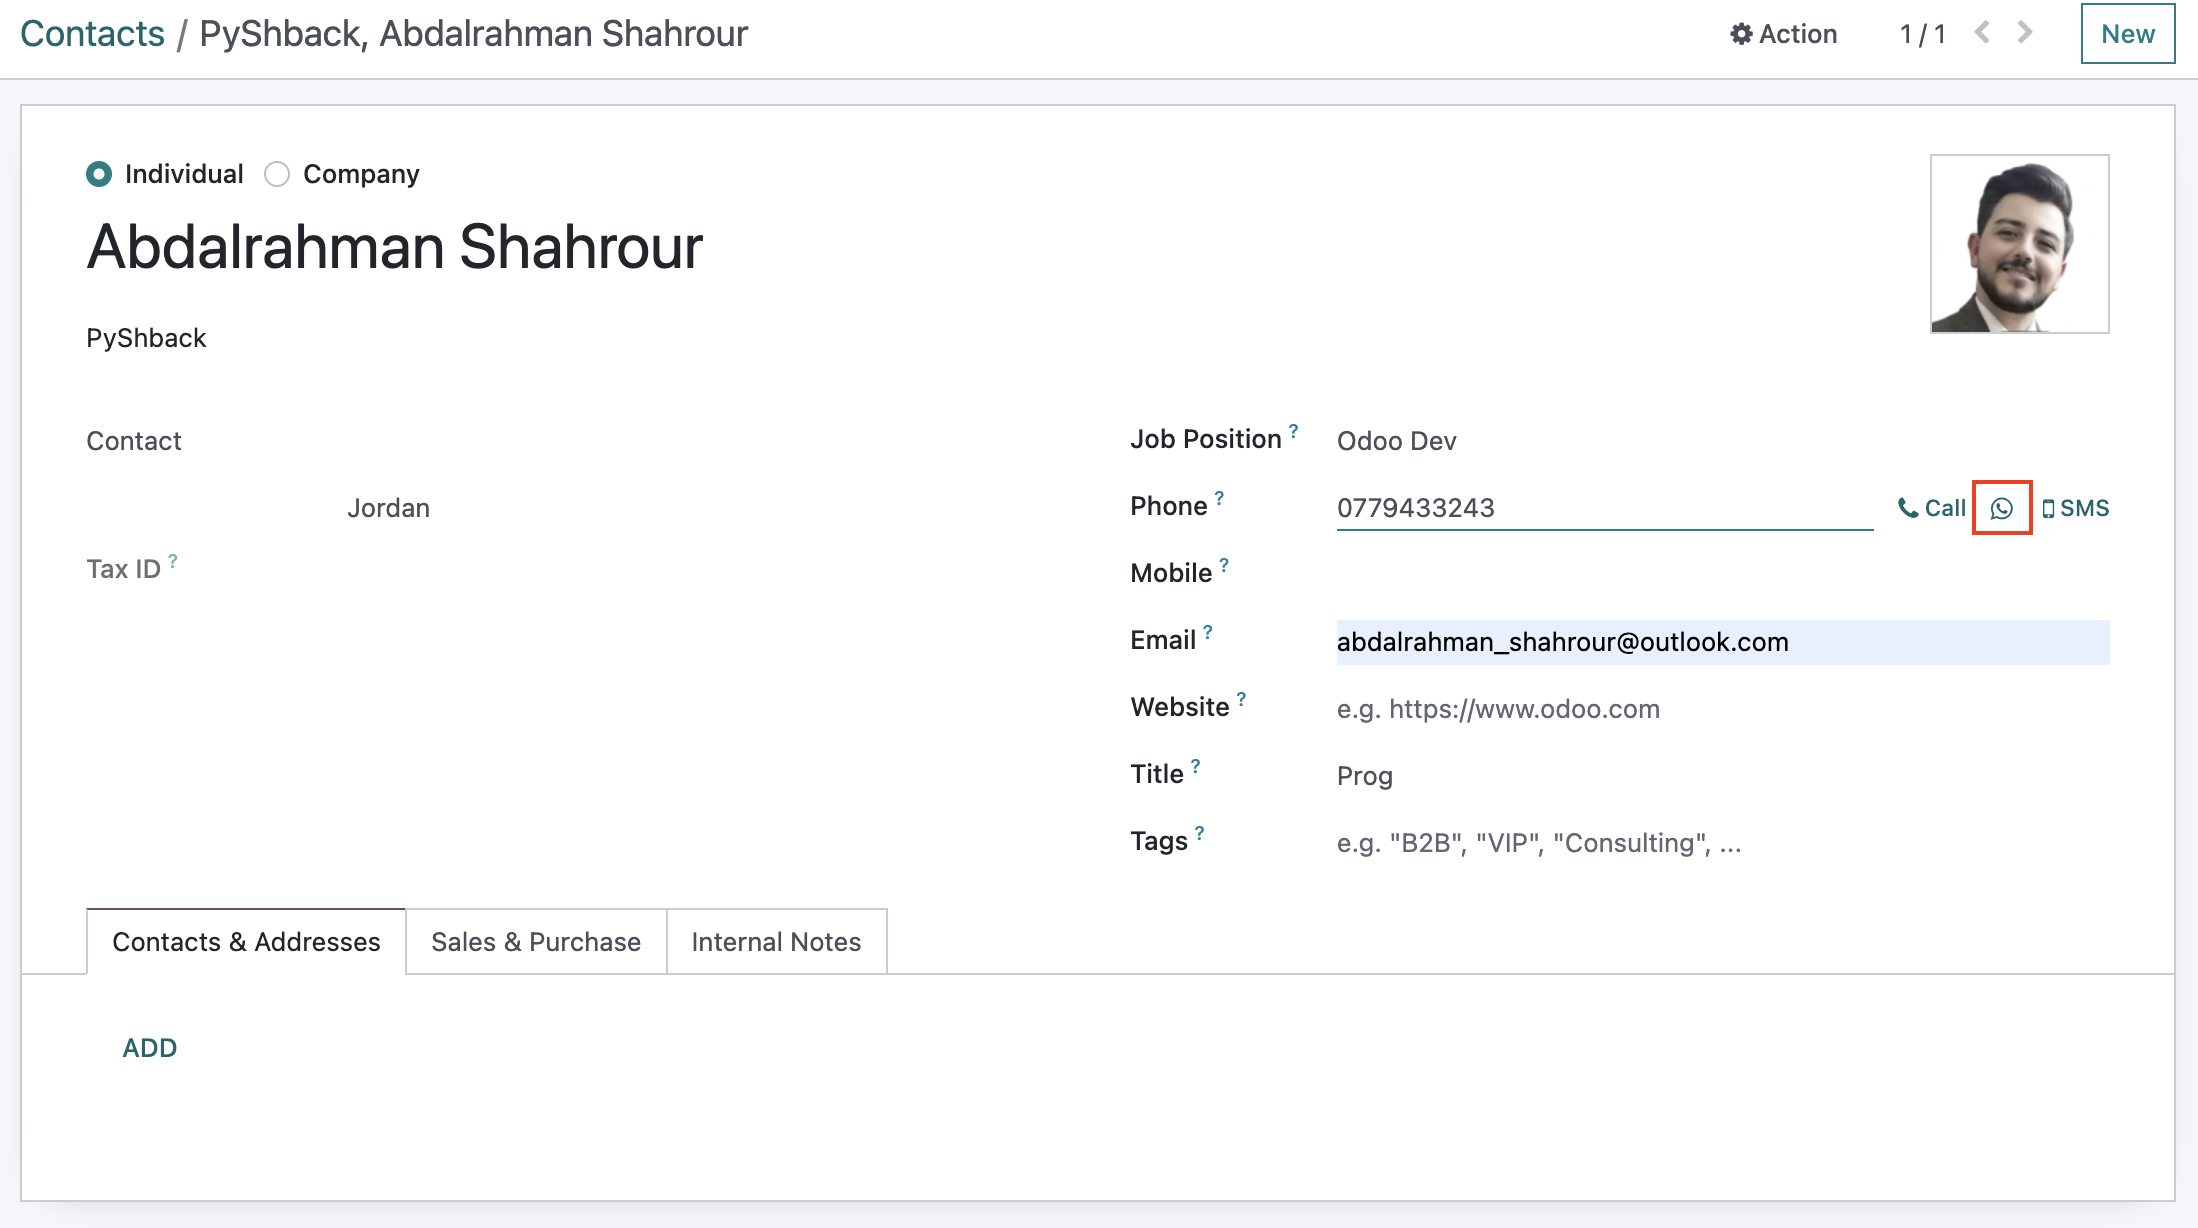 Contacts / PyShback, Abdalrahman Shahrour
Action 1 / 1 New
Individual Company
Abdalrahman Shahrour
PyShback
Contact
Jordan
Tax ID ?
Job Position ? Odoo Dev
Phone ? 0779433243 Call SMS
Mobile ?
Email ? abdalrahman_shahrour@outlook.com
Website ? e.g. https://www.odoo.com
Title ? Prog
Tags ? e.g. "B2B", "VIP", "Consulting", ...
Contacts & Addresses Sales & Purchase Internal Notes
ADD